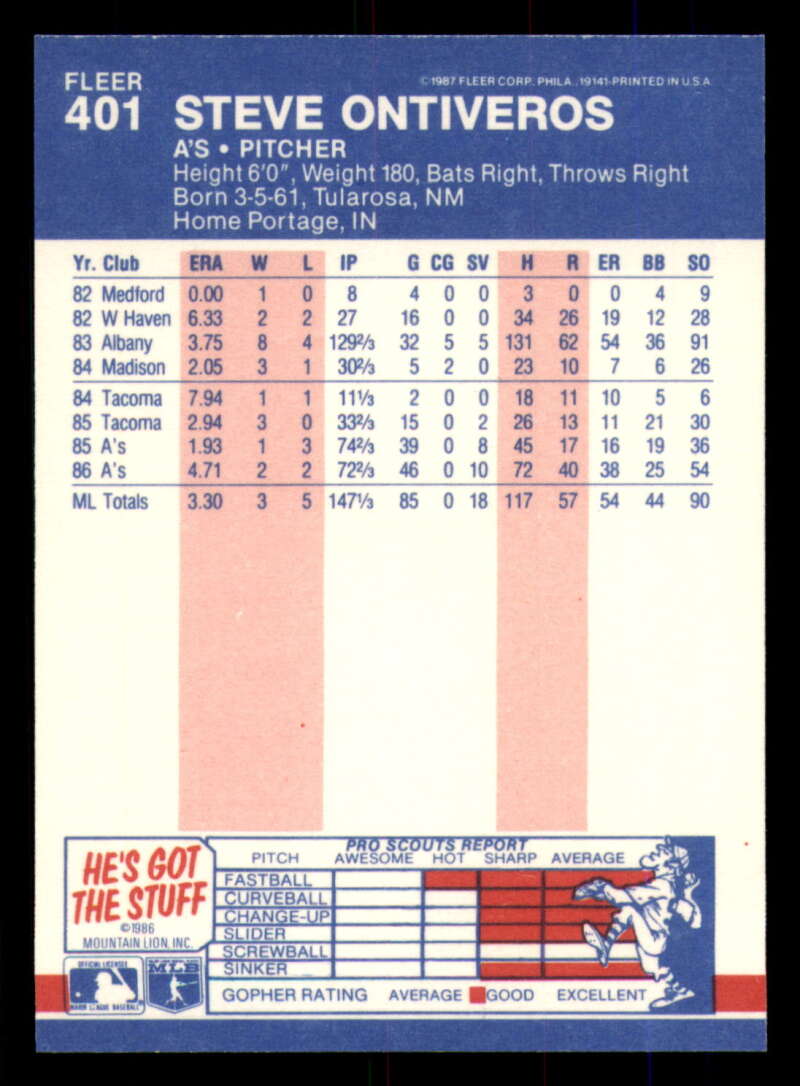 FLEER
©1987 FLEER CORP. PHILA., 19141-PRINTED IN U.S.A.
401 STEVE ONTIVEROS
A'S • PITCHER
Height 6'0", Weight 180, Bats Right, Throws Right
Born 3-5-61, Tularosa, NM
Home Portage, IN
Yr. Club ERA W L IP G CG SV H R ER BB SO
82 Medford 0.00 1 0 8 4 0 0 3 0 0 4 9
82 W Haven 6.33 2 2 27 16 0 0 34 26 19 12 28
83 Albany 3.75 8 4 129⅔ 32 5 5 131 62 54 36 91
84 Madison 2.05 3 1 30⅔ 5 2 0 23 10 7 6 26
84 Tacoma 7.94 1 1 11⅓ 2 0 0 18 11 10 5 6
85 Tacoma 2.94 3 0 33⅔ 15 0 2 26 13 11 21 30
85 A's 1.93 1 3 74⅔ 39 0 8 45 17 16 19 36
86 A's 4.71 2 2 72⅔ 46 0 10 72 40 38 25 54
ML Totals 3.30 3 5 147⅓ 85 0 18 117 57 54 44 90
HE'S GOT
THE STUFF
©1986
MOUNTAIN LION, INC.
PRO SCOUTS REPORT
PITCH AWESOME HOT SHARP AVERAGE
FASTBALL
CURVEBALL
CHANGE-UP
SLIDER
SCREWBALL
SINKER
GOPHER RATING AVERAGE GOOD EXCELLENT
OFFICIAL LICENSEE
MAJOR LEAGUE BASEBALL
MLB